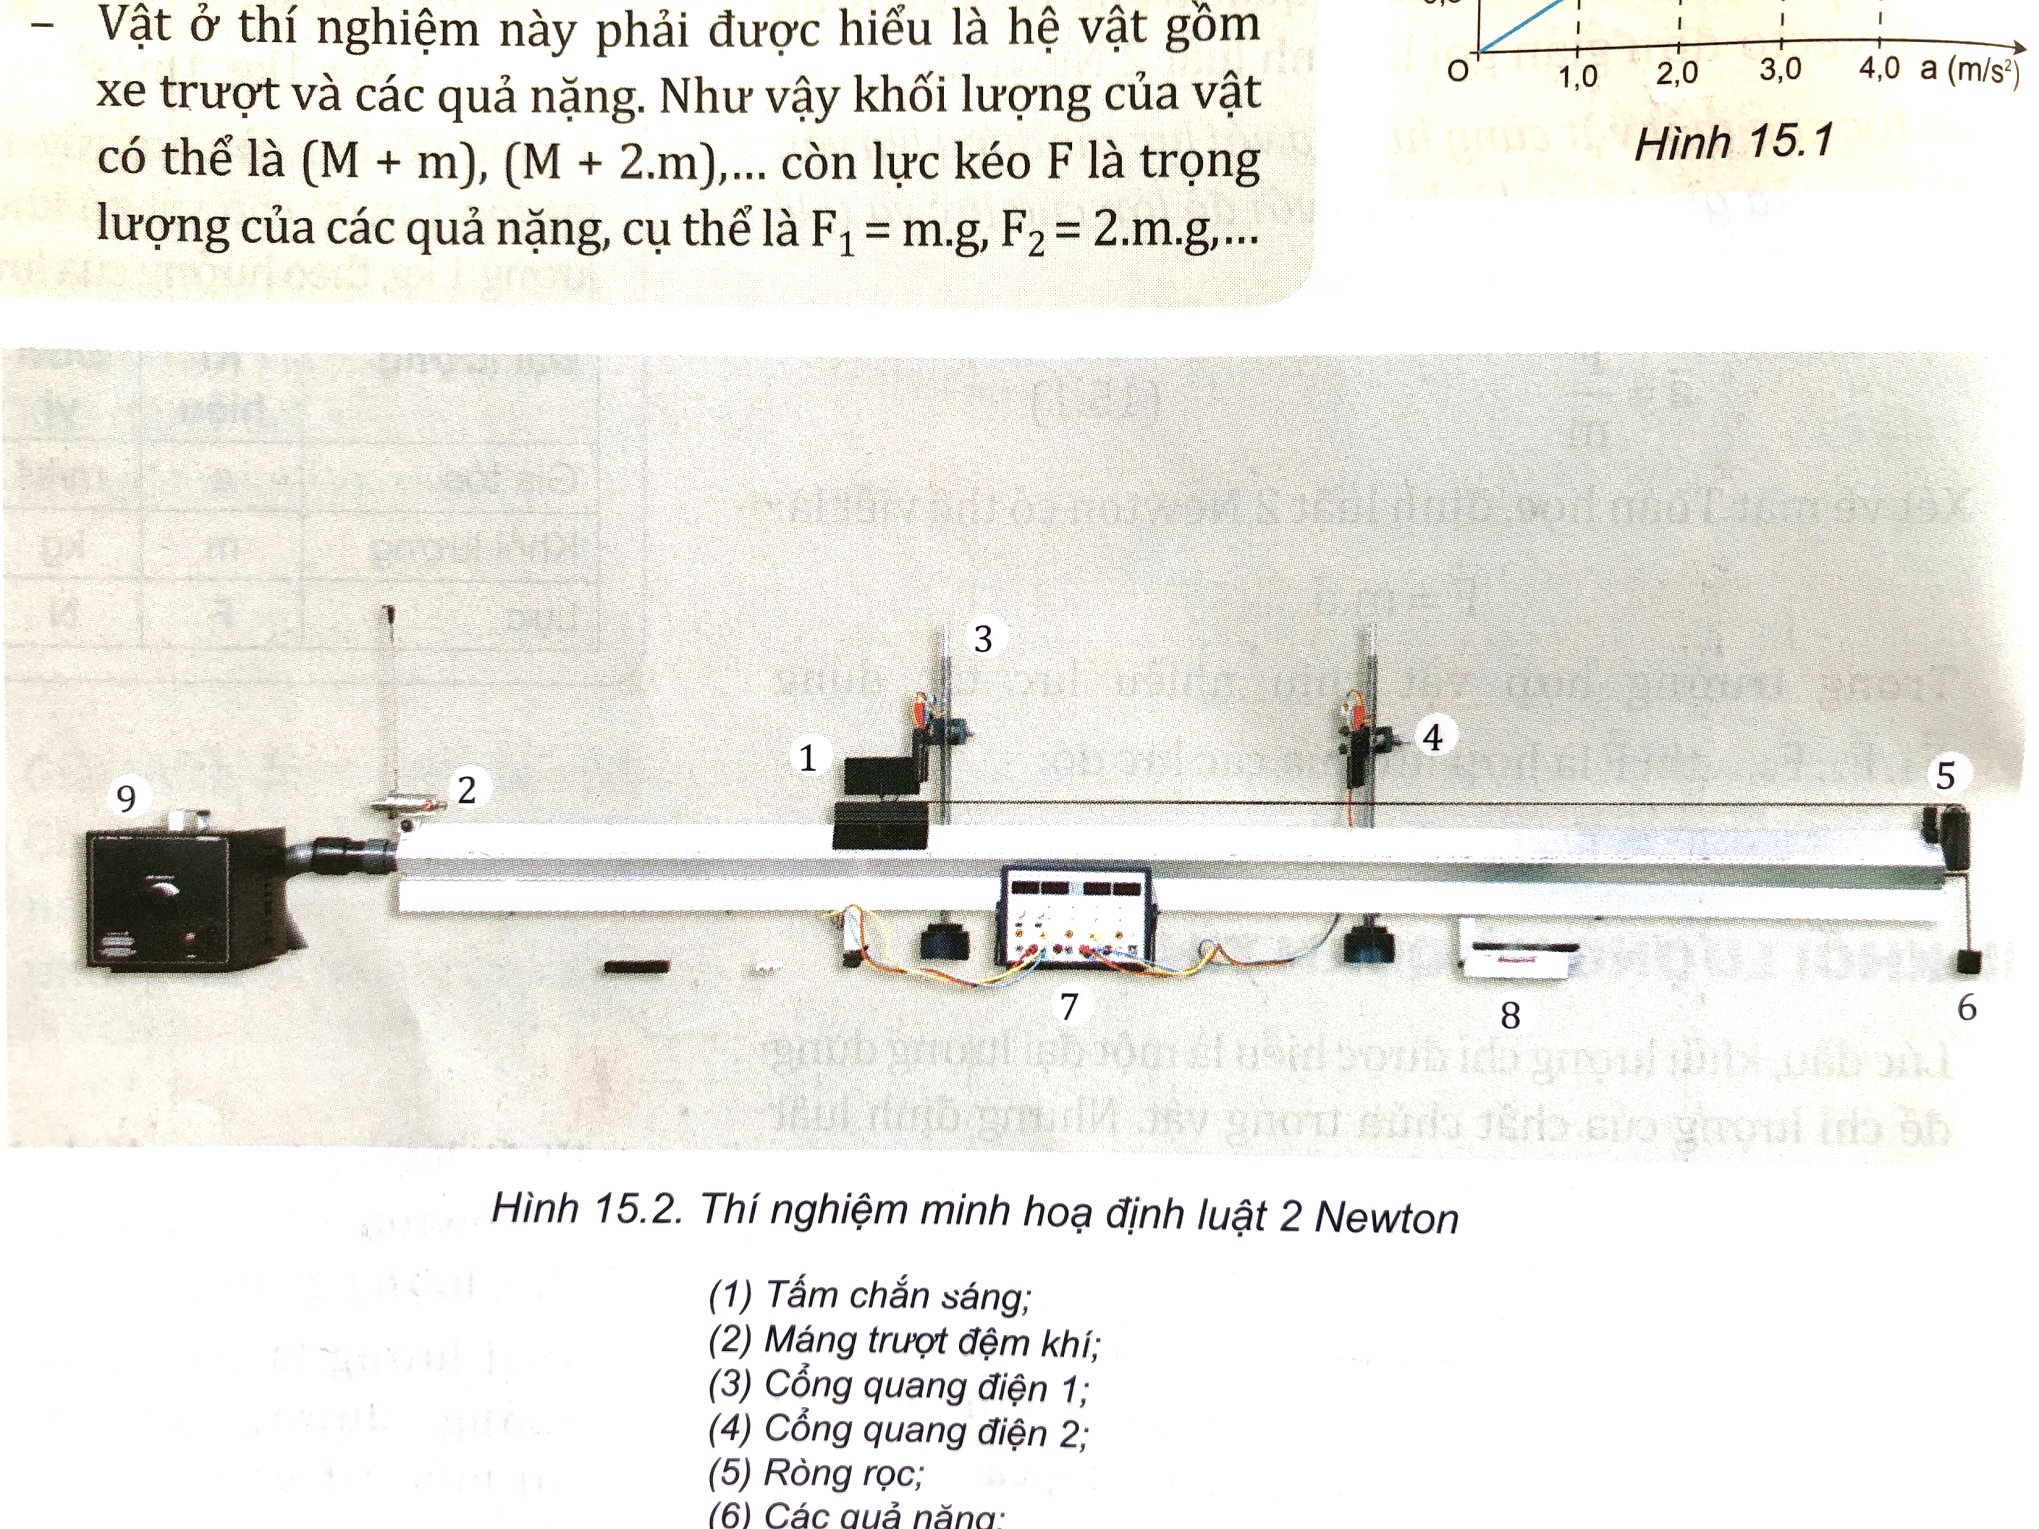 – Vật ở thí nghiệm này phải được hiểu là hệ vật gồm
xe trượt và các quả nặng. Như vậy khối lượng của vật
có thể là (M + m), (M + 2.m),... còn lực kéo F là trọng
lượng của các quả nặng, cụ thể là F₁ = m.g, F₂ = 2.m.g,...
O 1,0 2,0 3,0 4,0 a (m/s²)
Hình 15.1
1
2
3
4
5
6
7
8
9
Hình 15.2. Thí nghiệm minh hoạ định luật 2 Newton
(1) Tấm chắn sáng;
(2) Máng trượt đệm khí;
(3) Cổng quang điện 1;
(4) Cổng quang điện 2;
(5) Ròng rọc;
(6) Các quả nặng;